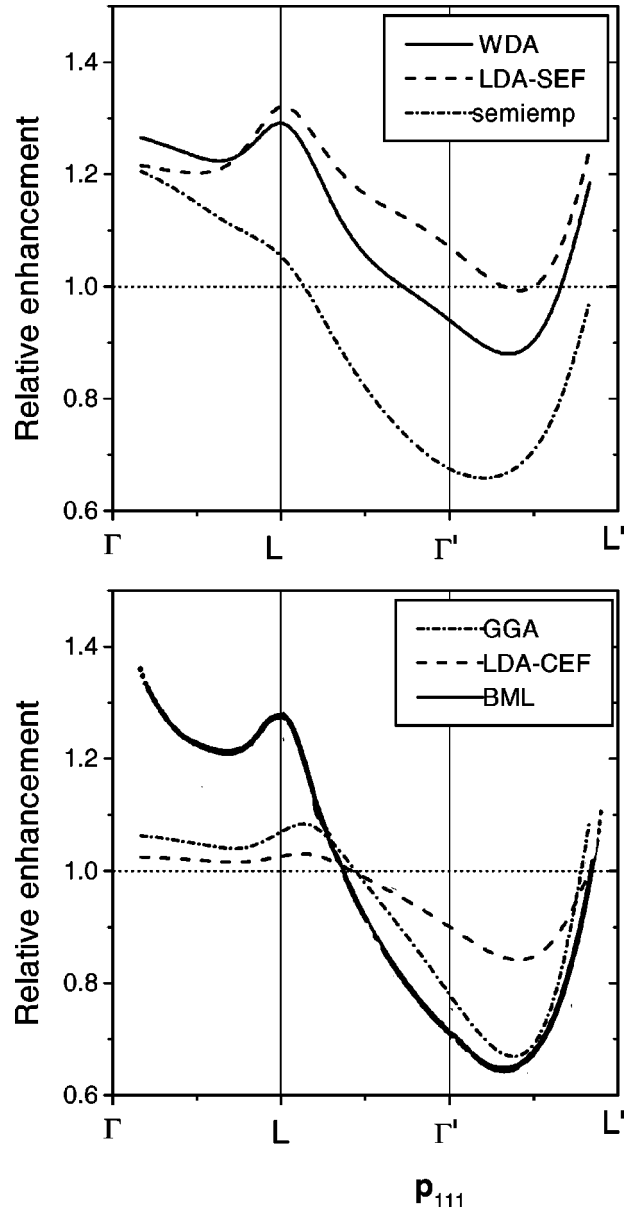 1.4
1.2
1.0
0.8
0.6
Relative enhancement
WDA
LDA-SEF
semiemp
Γ L Γ' L'
1.4
1.2
1.0
0.8
0.6
Relative enhancement
GGA
LDA-CEF
BML
Γ L Γ' L'
p111